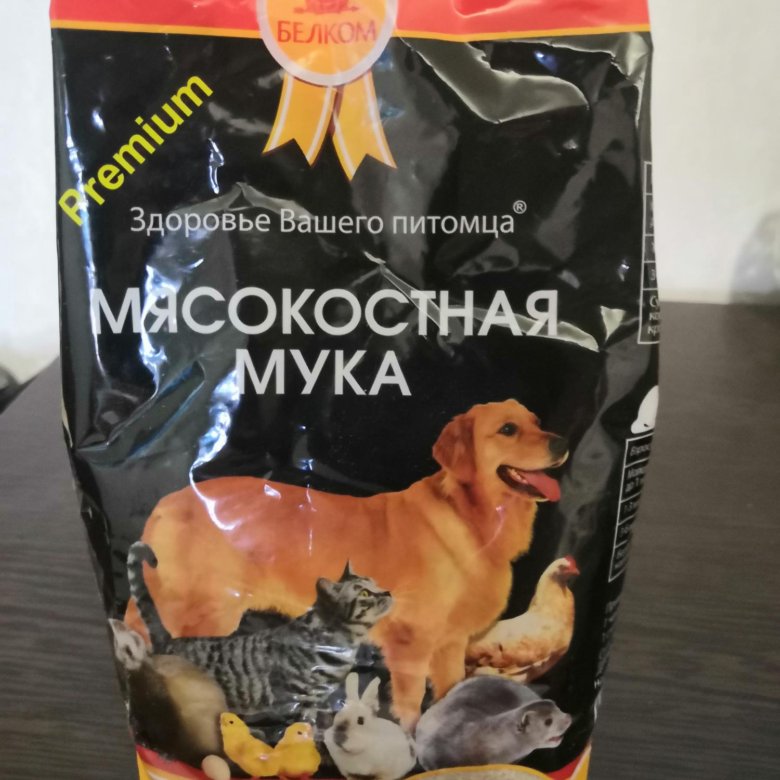 БЕЛКОМ
Premium
Здоровье Вашего питомца®
МЯСОКОСТНАЯ
МУКА